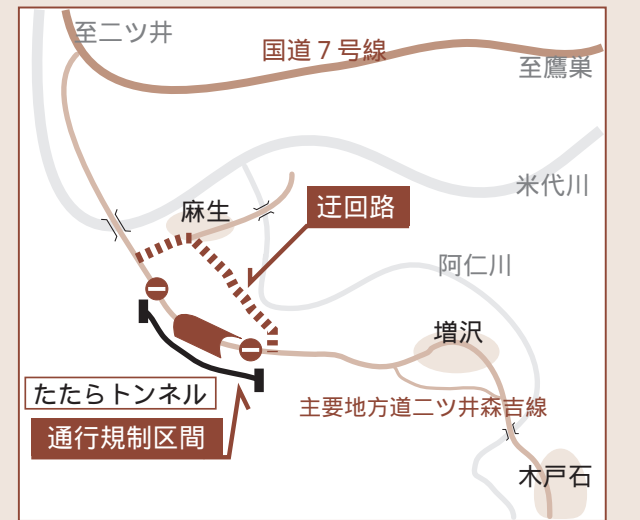 至二ツ井
国道７号線
至鷹巣
米代川
麻生
迂回路
阿仁川
増沢
たたらトンネル
主要地方道二ツ井森吉線
通行規制区間
木戸石